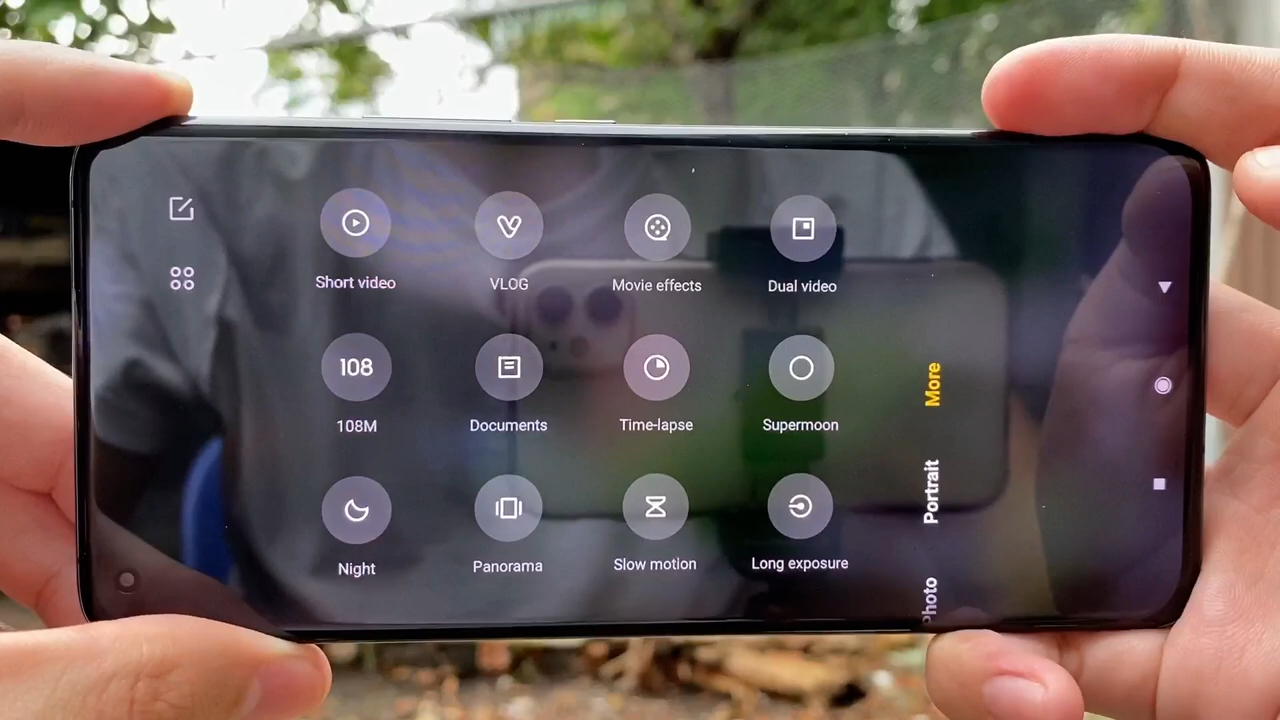 Short video
VLOG
Movie effects
Dual video
108
108M
Documents
Time-lapse
Supermoon
Night
Panorama
Slow motion
Long exposure
More
Portrait
Photo